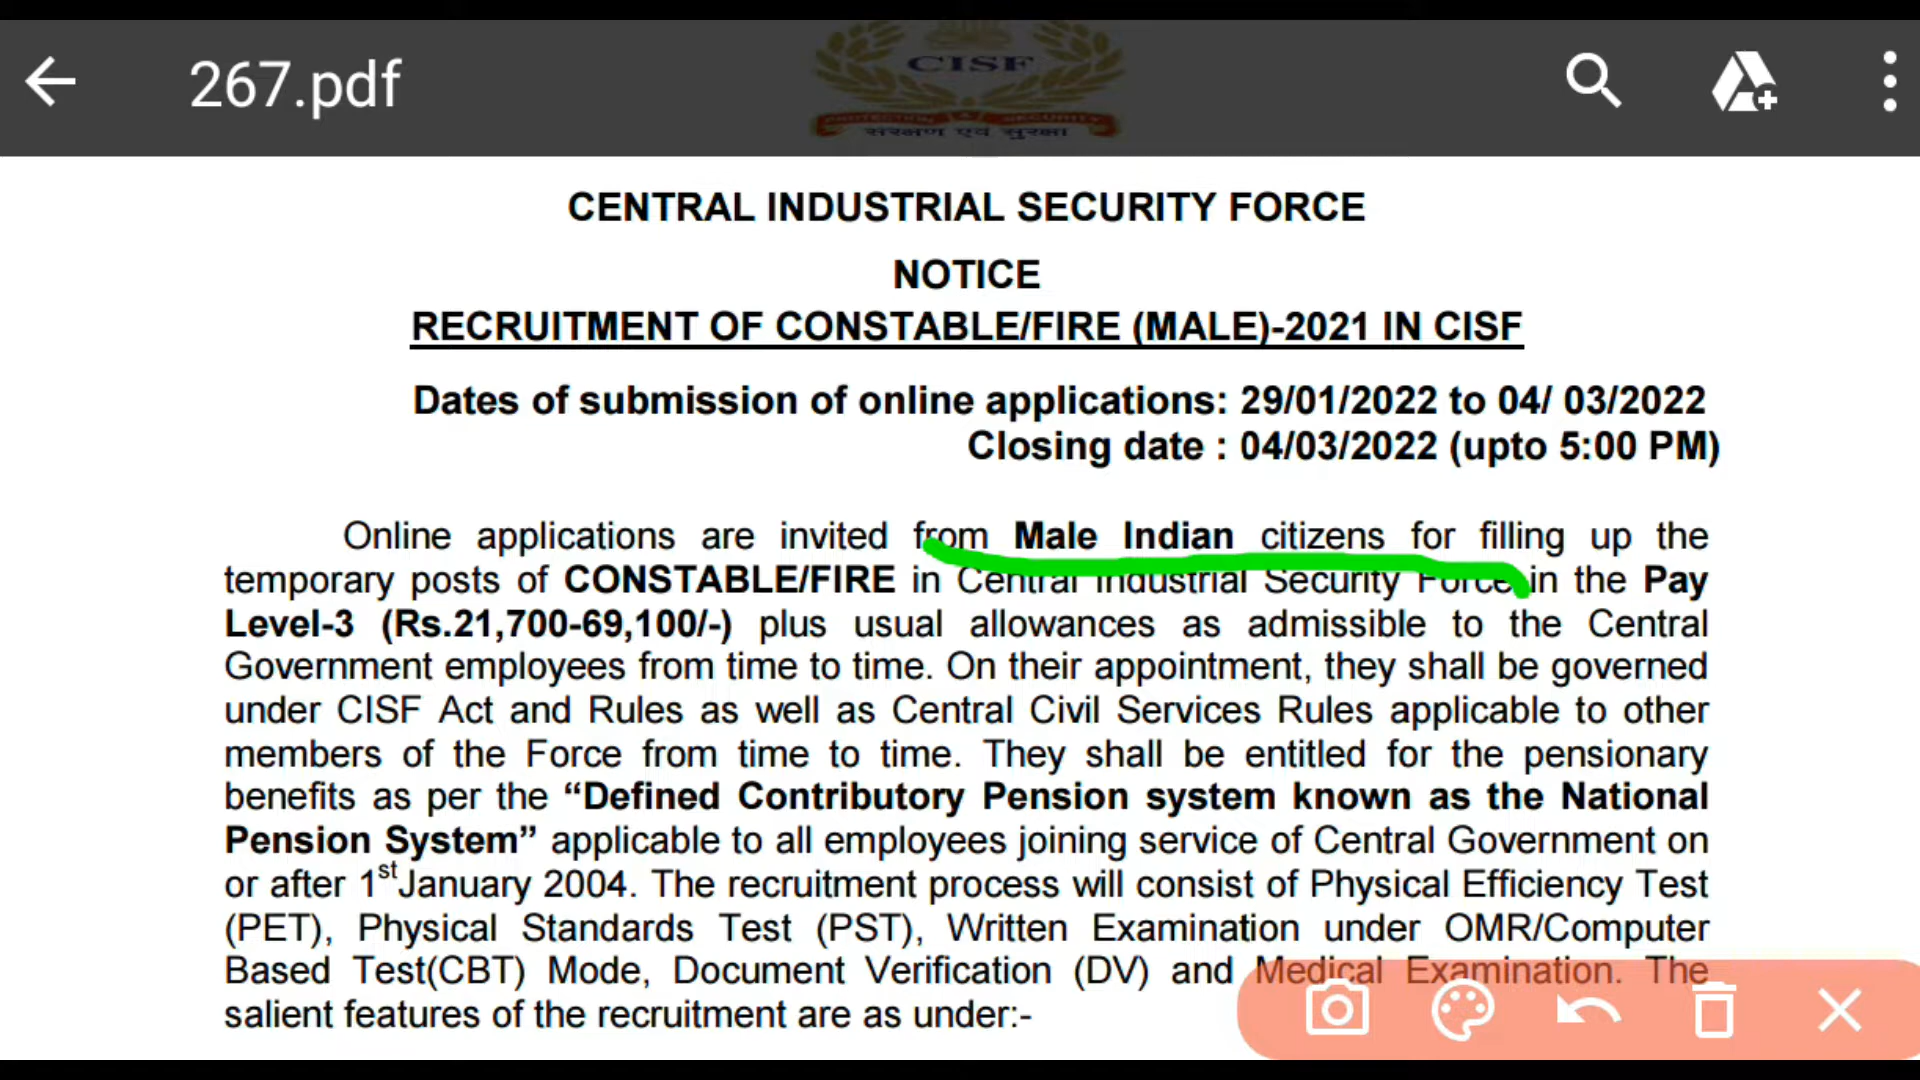 267.pdf
CISF
PROTECTION & SECURITY
संरक्षण एवं सुरक्षा
CENTRAL INDUSTRIAL SECURITY FORCE
NOTICE
RECRUITMENT OF CONSTABLE/FIRE (MALE)-2021 IN CISF
Dates of submission of online applications: 29/01/2022 to 04/ 03/2022
Closing date : 04/03/2022 (upto 5:00 PM)
Online applications are invited from Male Indian citizens for filling up the
temporary posts of CONSTABLE/FIRE in Central Industrial Security Force in the Pay
Level-3 (Rs.21,700-69,100/-) plus usual allowances as admissible to the Central
Government employees from time to time. On their appointment, they shall be governed
under CISF Act and Rules as well as Central Civil Services Rules applicable to other
members of the Force from time to time. They shall be entitled for the pensionary
benefits as per the “Defined Contributory Pension system known as the National
Pension System” applicable to all employees joining service of Central Government on
or after 1st January 2004. The recruitment process will consist of Physical Efficiency Test
(PET), Physical Standards Test (PST), Written Examination under OMR/Computer
Based Test(CBT) Mode, Document Verification (DV) and Medical Examination. The
salient features of the recruitment are as under:-